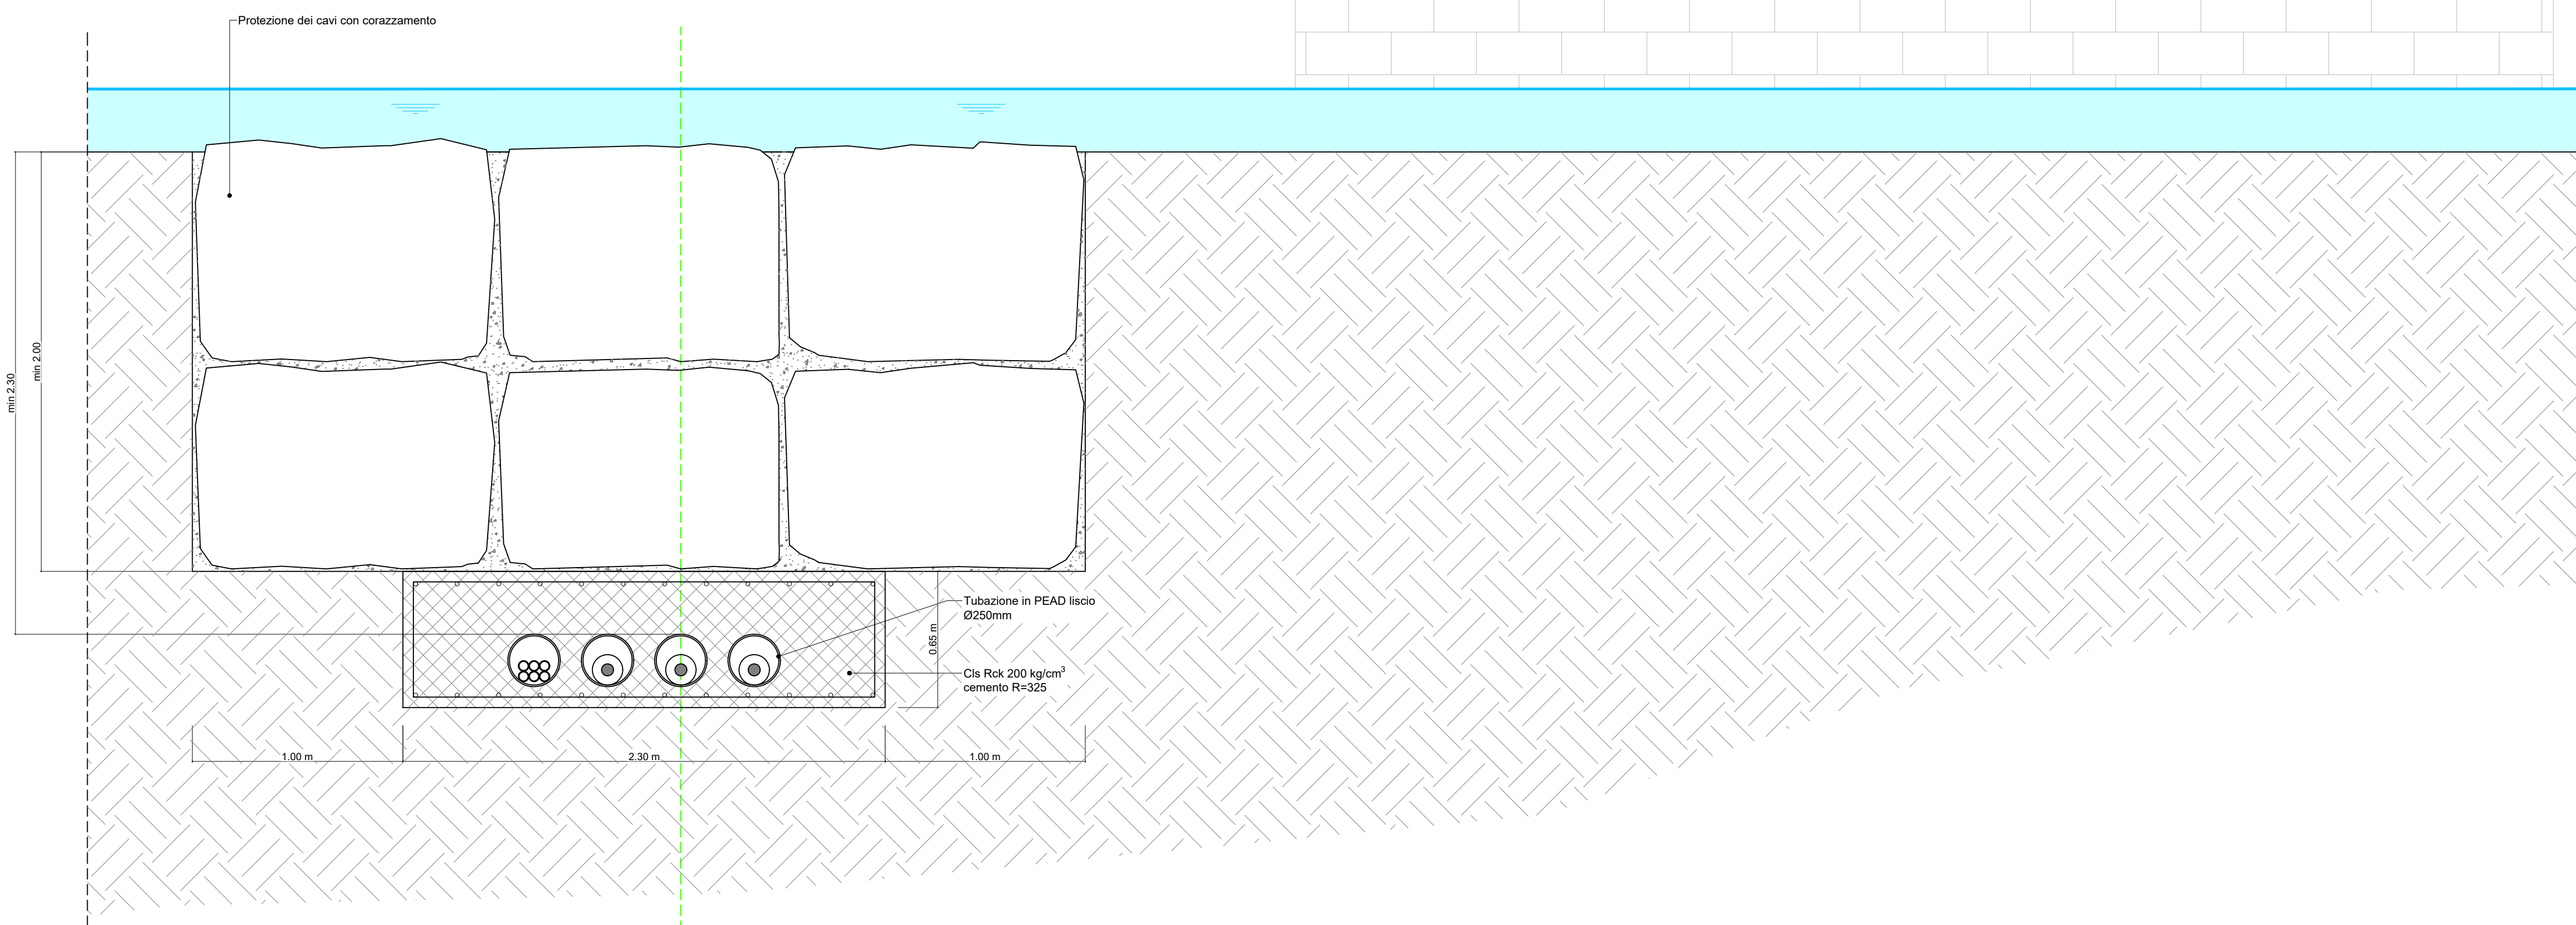 Protezione dei cavi con corazzamento
min 2.30
min 2.00
Tubazione in PEAD liscio
Ø250mm
0.65 m
Cls Rck 200 kg/cm³
cemento R=325
1.00 m
2.30 m
1.00 m